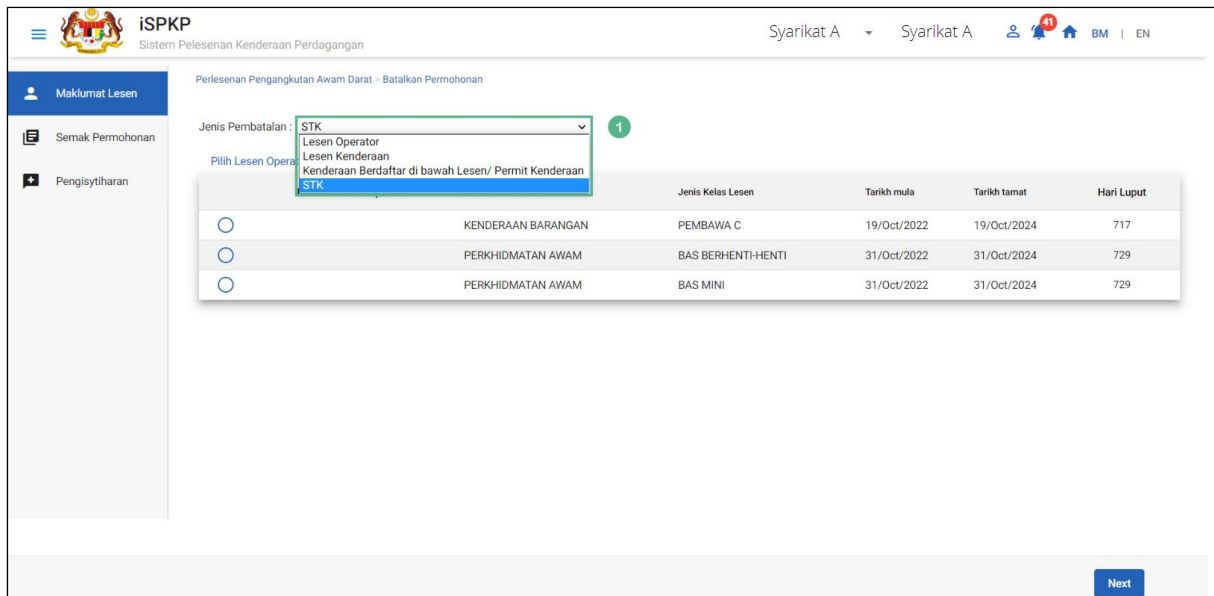 iSPKP
Sistem Pelesenan Kenderaan Perdagangan
Syarikat A Syarikat A 41 BM | EN
Maklumat Lesen
Semak Permohonan
Pengisytiharan
Perlesenan Pengangkutan Awam Darat > Batalkan Permohonan
Jenis Pembatalan : STK 1
Lesen Operator
Lesen Kenderaan
Kenderaan Berdaftar di bawah Lesen/ Permit Kenderaan
STK
Pilih Lesen
Jenis Kelas Lesen Tarikh mula Tarikh tamat Hari Luput
KENDERAAN BARANGAN PEMBAWA C 19/Oct/2022 19/Oct/2024 717
PERKHIDMATAN AWAM BAS BERHENTI-HENTI 31/Oct/2022 31/Oct/2024 729
PERKHIDMATAN AWAM BAS MINI 31/Oct/2022 31/Oct/2024 729
Next